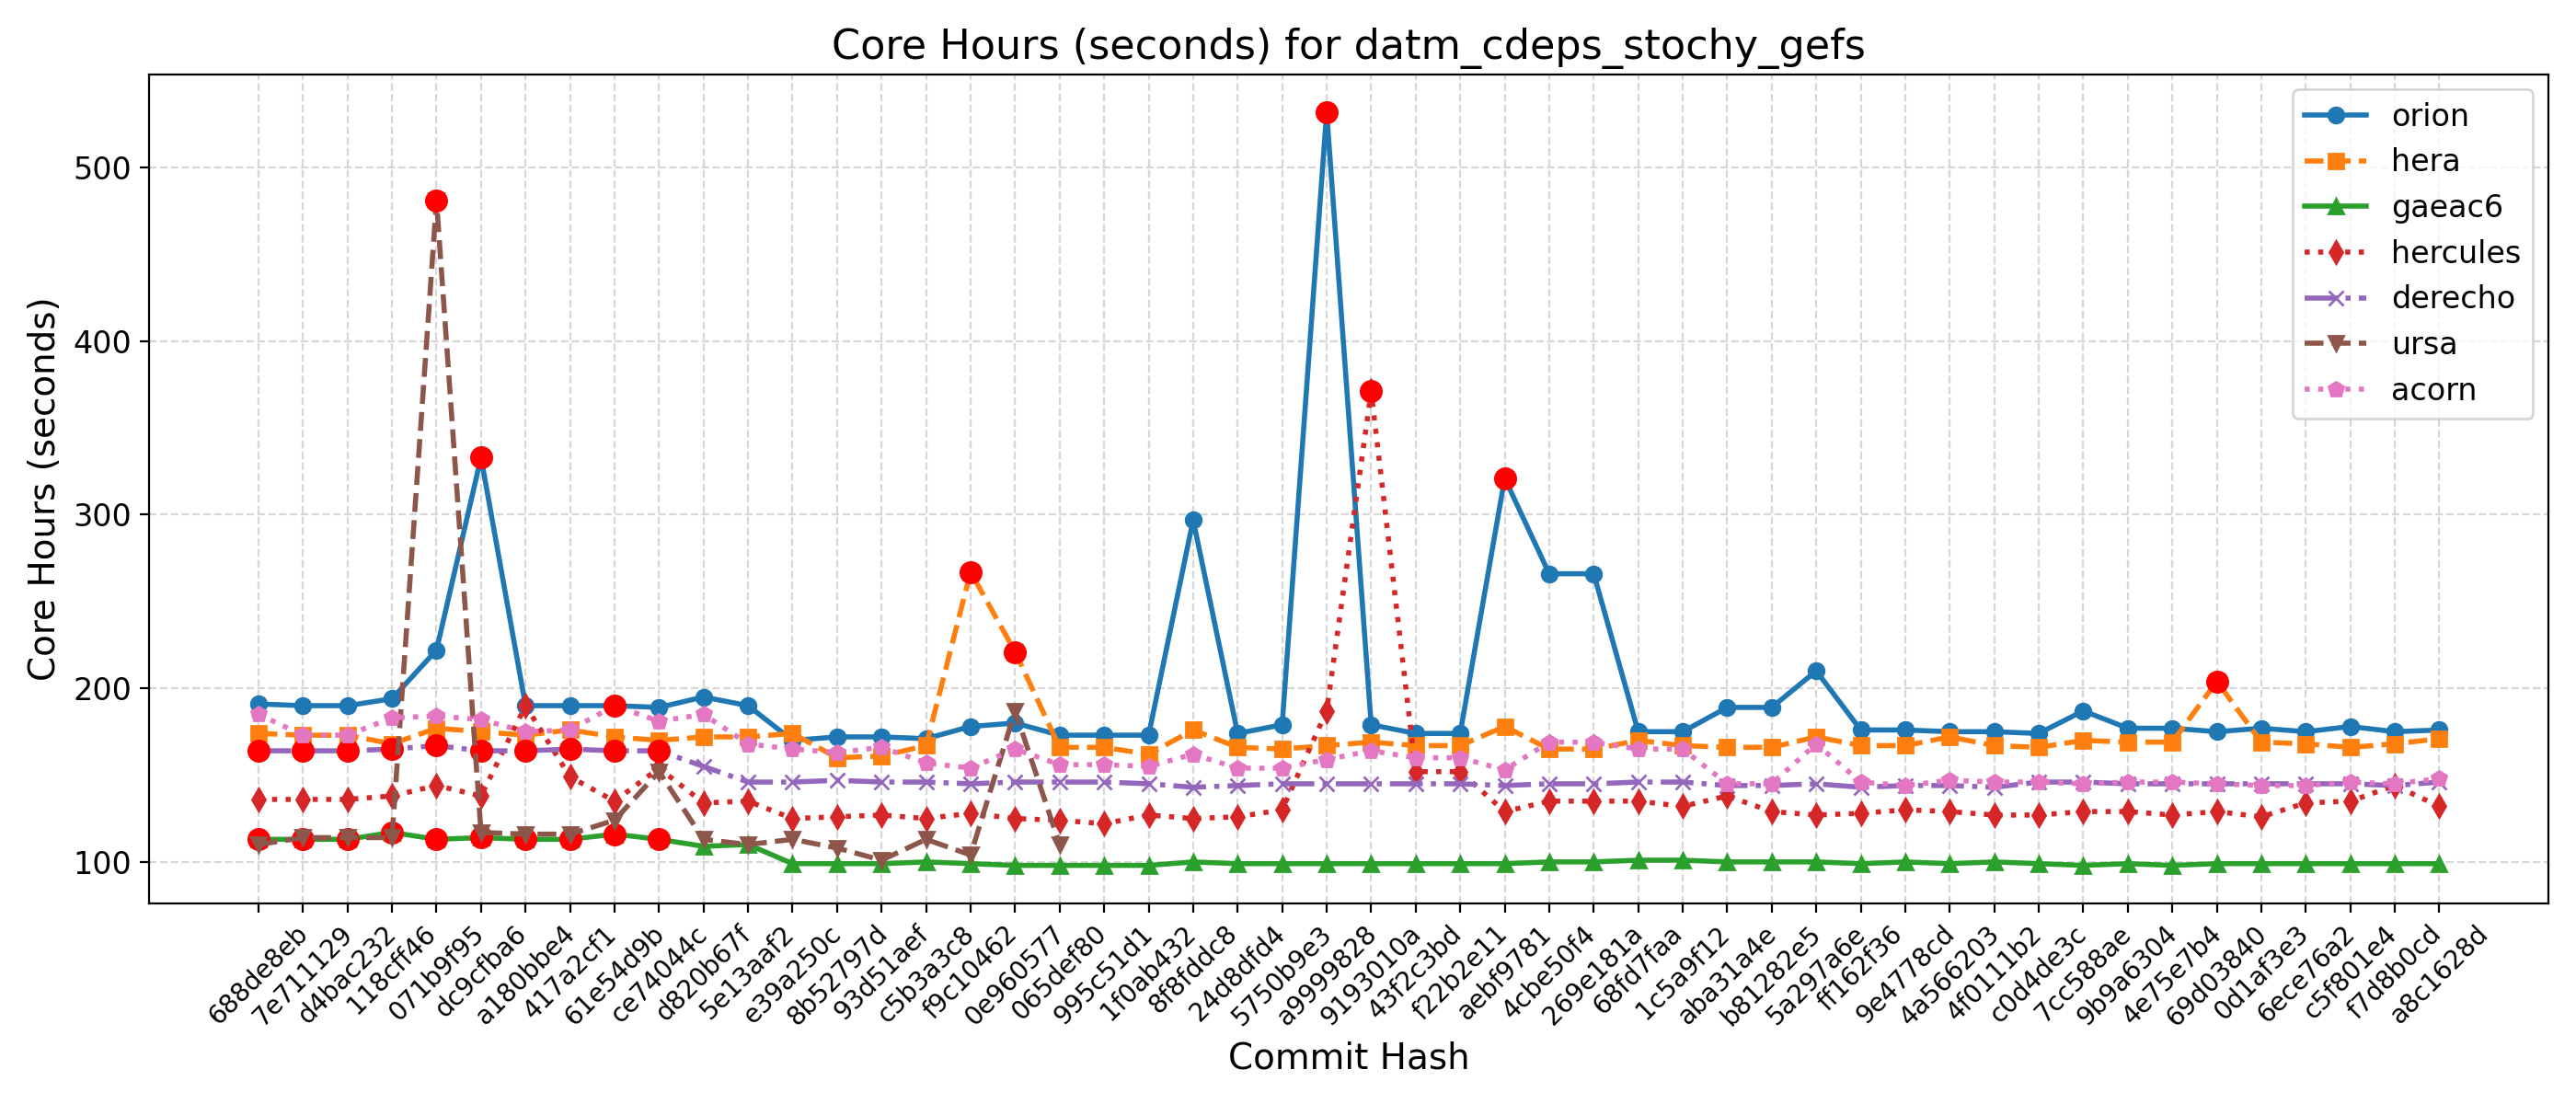 Core Hours (seconds) for datm_cdeps_stochy_gefs
Core Hours (seconds)
500
400
300
200
100
orion
hera
gaeac6
hercules
derecho
ursa
acorn
688de8eb
7e711129
d4bac232
118cff46
071b9f95
dc9cfba6
a180bbe4
417a2cf1
61e54d9b
ce74044c
d820b67f
5e13aaf2
e39a250c
8b52797d
93d51aef
c5b3a3c8
f9c10462
0e960577
065def80
995c51d1
1f0ab432
8f8fddc8
24d8dfd4
5750b9e3
a9999828
9193010a
43f2c3bd
f22b2e11
aebf9781
4cbe50f4
269e181a
68fd7faa
1c5a9f12
aba31a4e
b81282e5
5a297a6e
ff162f36
9e4778cd
4a566203
4f0111b2
c0d4de3c
7cc588ae
9b9a6304
4e75e7b4
69d03840
0d1af3e3
6ece76a2
c5f801e4
f7d8b0cd
a8c1628d
Commit Hash